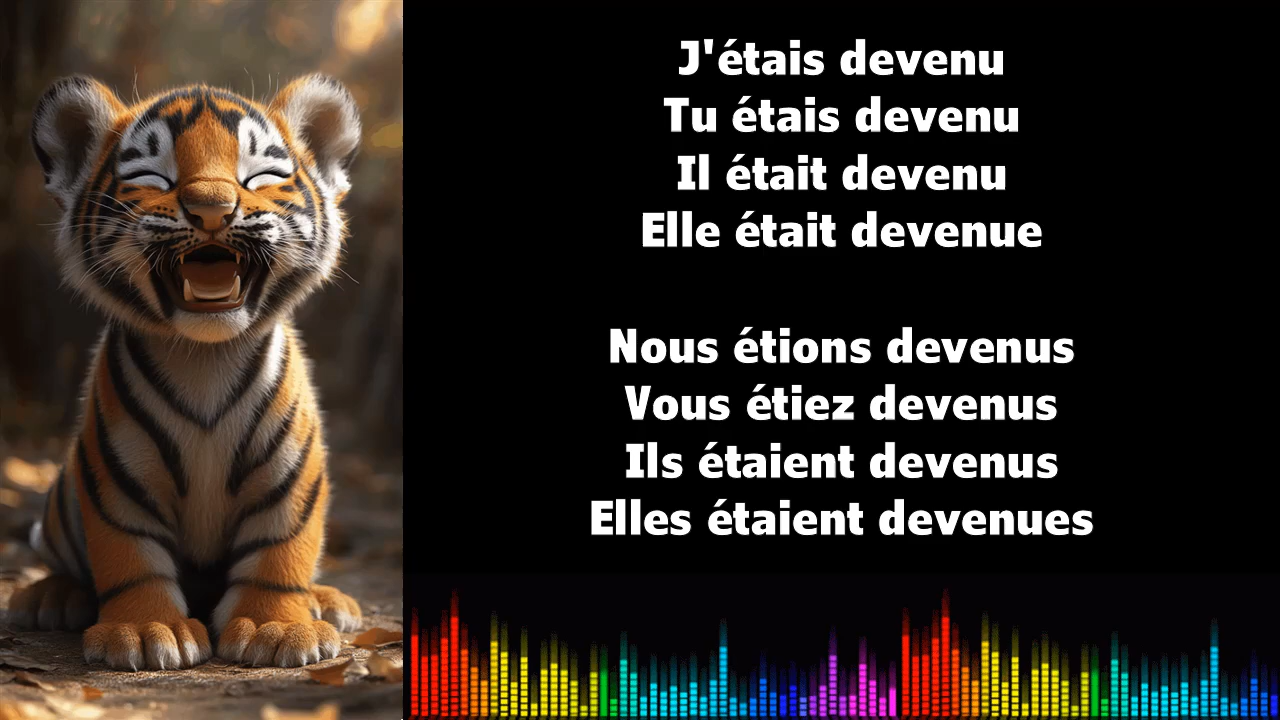 J'étais devenu
Tu étais devenu
Il était devenu
Elle était devenue
Nous étions devenus
Vous étiez devenus
Ils étaient devenus
Elles étaient devenues